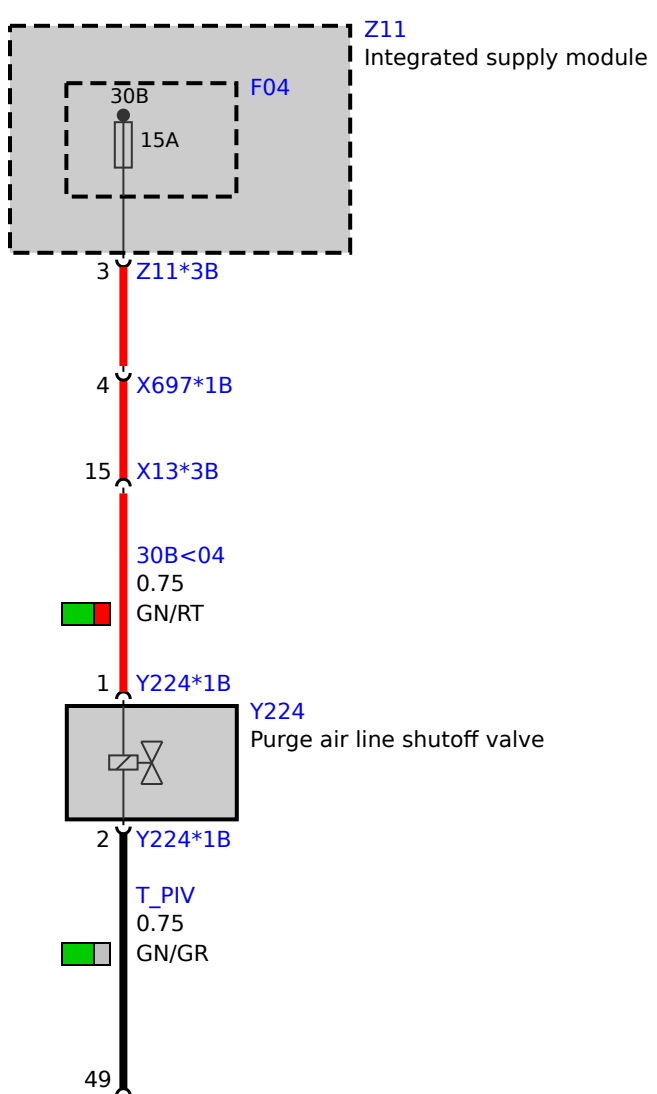 Z11
Integrated supply module
F04
30B
15A
3 Z11*3B
4 X697*1B
15 X13*3B
30B<04
0.75
GN/RT
1 Y224*1B
Y224
Purge air line shutoff valve
2 Y224*1B
T_PIV
0.75
GN/GR
49